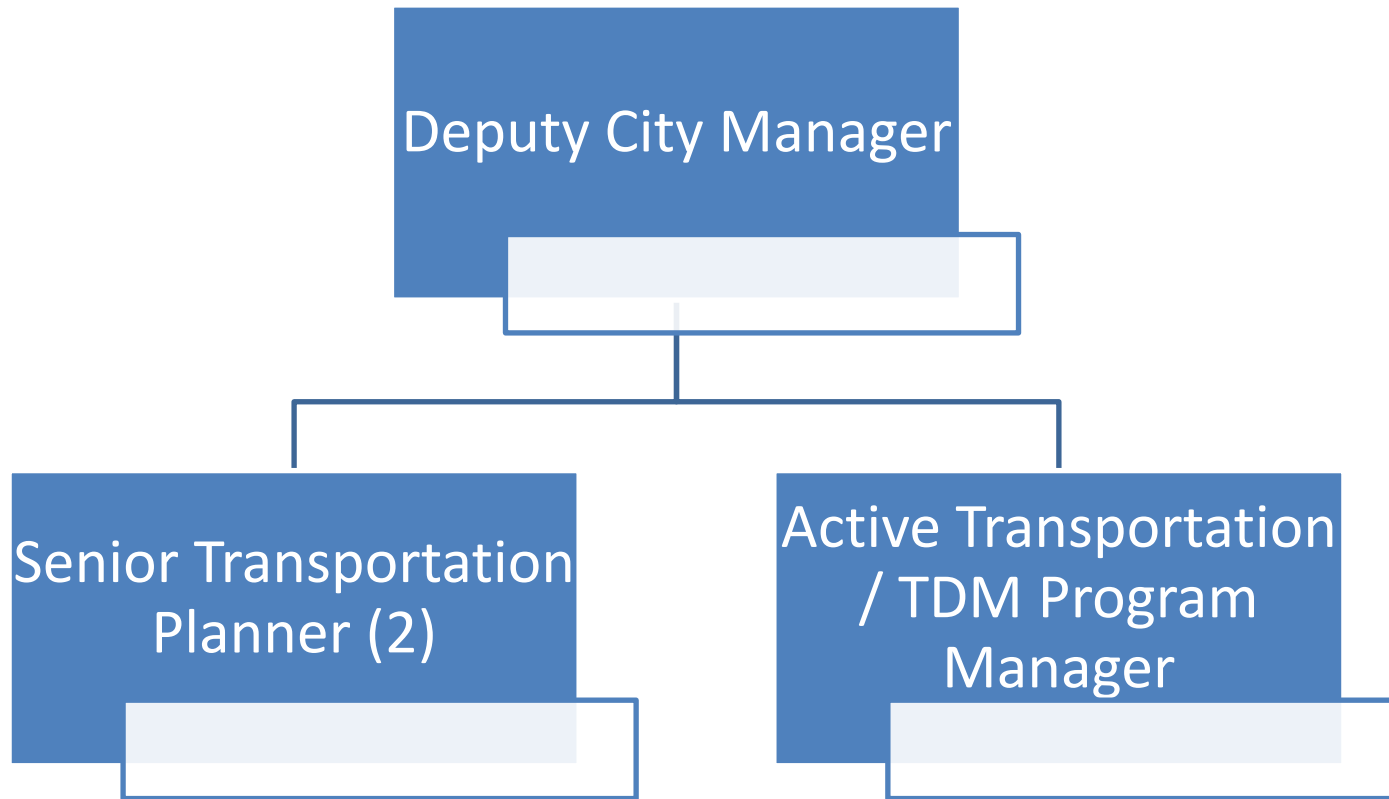 Deputy City Manager
Senior Transportation
Planner (2)
Active Transportation
/ TDM Program
Manager